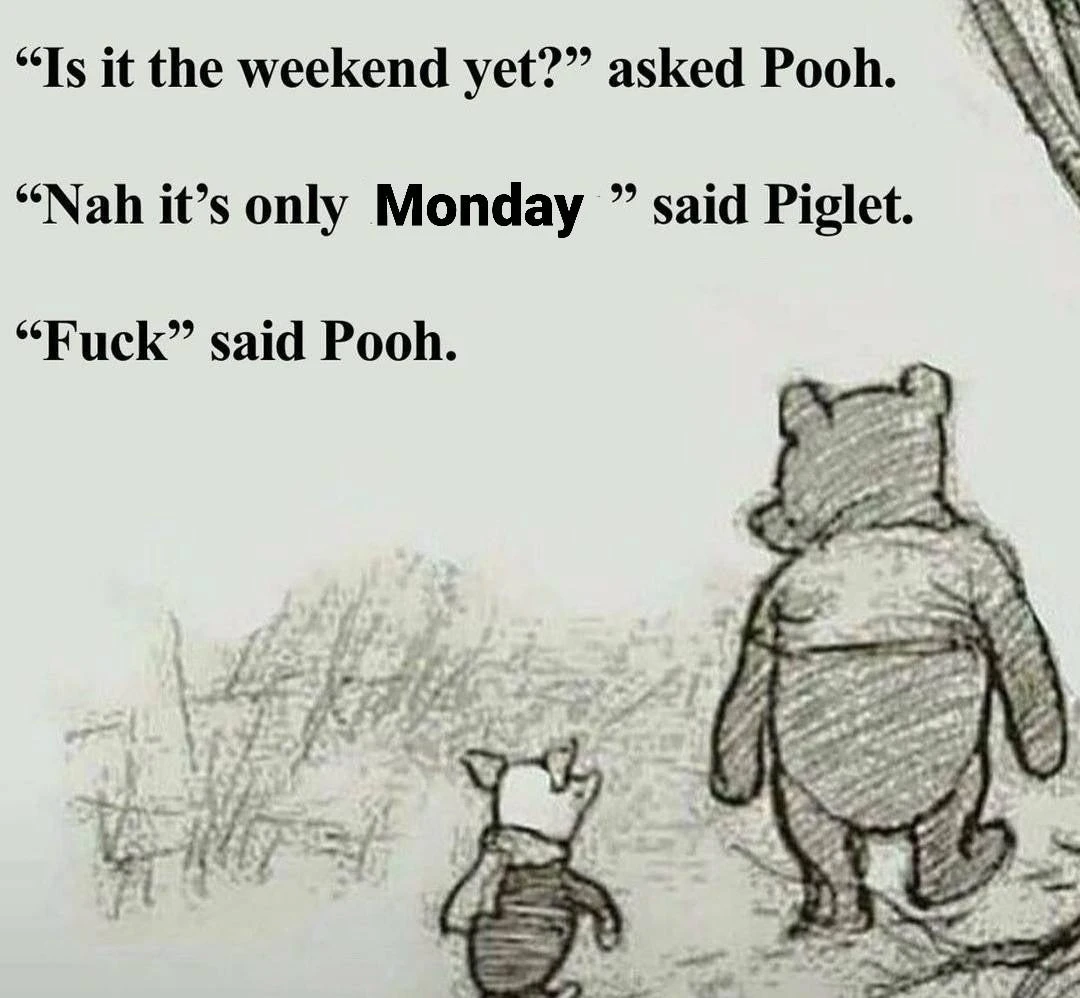 “Is it the weekend yet?” asked Pooh.
“Nah it’s only Monday ” said Piglet.
“Fuck” said Pooh.